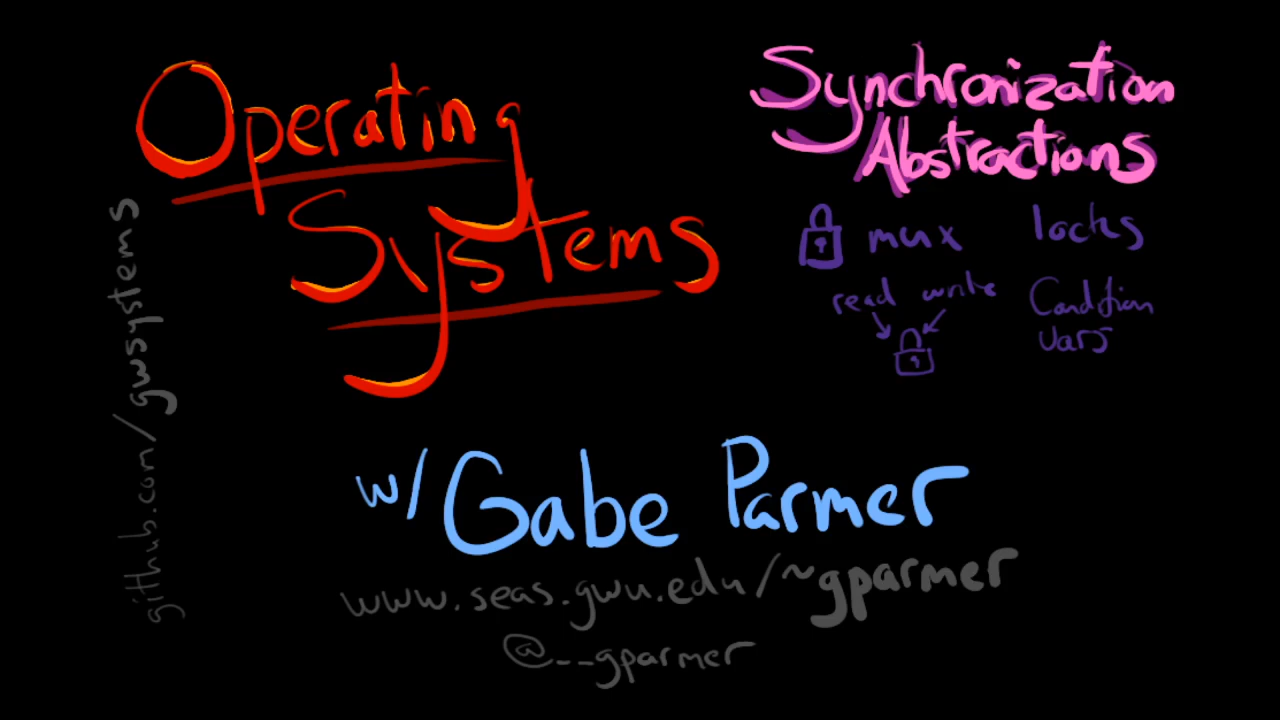 Operating
Systems
Synchronization
Abstractions
mux locks
read write
Condition
vars
github.com/gwsystems
w/ Gabe Parmer
www.seas.gwu.edu/~gparmer
@--gparmer